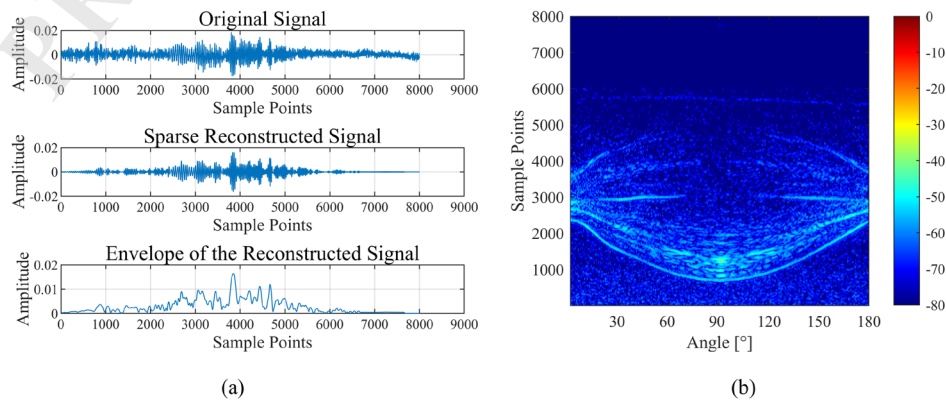 Original Signal
Amplitude
0.02
0
-0.02
0 1000 2000 3000 4000 5000 6000 7000 8000 9000
Sample Points
Sparse Reconstructed Signal
Amplitude
0.02
0
-0.02
0 1000 2000 3000 4000 5000 6000 7000 8000 9000
Sample Points
Envelope of the Reconstructed Signal
Amplitude
0.02
0.01
0
0 1000 2000 3000 4000 5000 6000 7000 8000 9000
Sample Points
(a)
Sample Points
8000
7000
6000
5000
4000
3000
2000
1000
30 60 90 120 150 180
Angle [°]
0
-10
-20
-30
-40
-50
-60
-70
-80
(b)